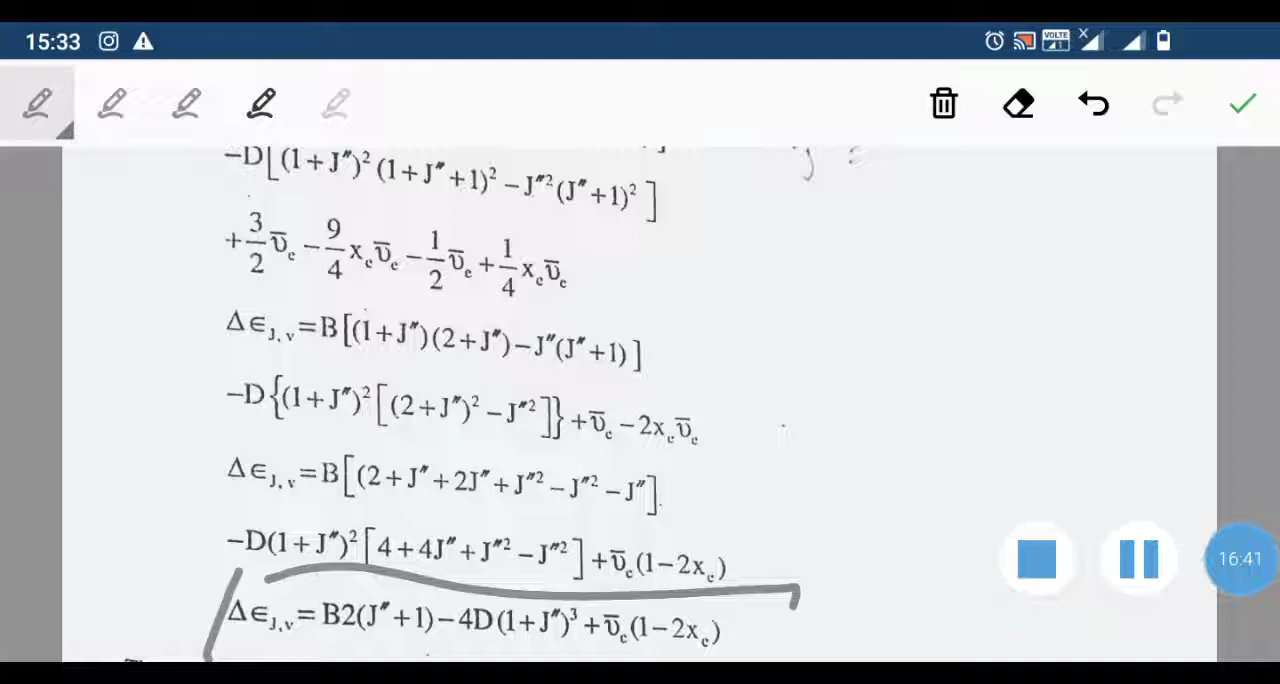 15:33 VOLTE 1 X
−D[(1+J″)² (1+J″+1)² − J″² (J″+1)²]
+3/2 ῡe − 9/4 xeῡe − 1/2 ῡe + 1/4 xeῡe
Δ∈J,v = B[(1+J″)(2+J″) − J″(J″+1)]
−D{(1+J″)² [(2+J″)² − J″²]} + ῡe − 2xeῡe
Δ∈J,v = B[(2+J″+2J″+J″² − J″² − J″].
−D(1+J″)² [4+4J″+J″² − J″²] + ῡe(1−2xe)
Δ∈J,v = B2(J″+1) − 4D(1+J″)³ + ῡe(1−2xe)
16:41